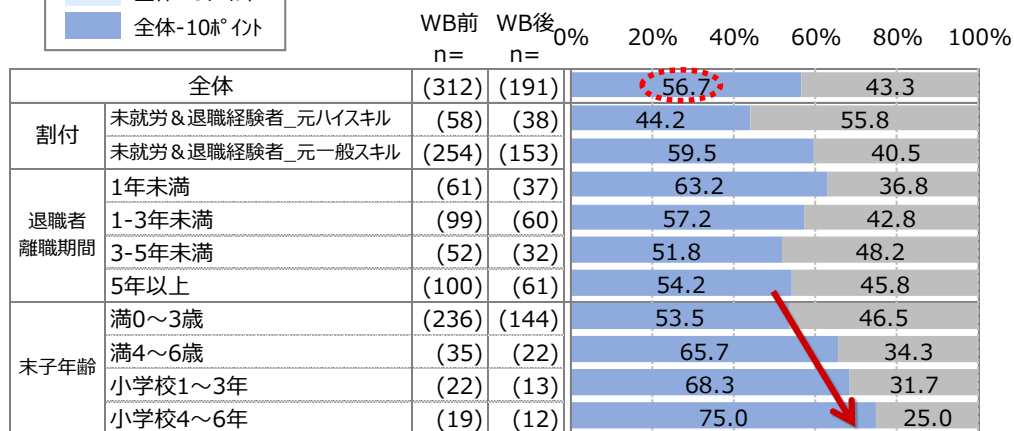 全体-10ﾎﾟｲﾝﾄ
WB前 WB後
n= n=
0% 20% 40% 60% 80% 100%
全体 (312) (191) 56.7 43.3
割付
未就労&退職経験者_元ハイスキル (58) (38) 44.2 55.8
未就労&退職経験者_元一般スキル (254) (153) 59.5 40.5
退職者
離職期間
1年未満 (61) (37) 63.2 36.8
1-3年未満 (99) (60) 57.2 42.8
3-5年未満 (52) (32) 51.8 48.2
5年以上 (100) (61) 54.2 45.8
末子年齢
満0～3歳 (236) (144) 53.5 46.5
満4～6歳 (35) (22) 65.7 34.3
小学校1～3年 (22) (13) 68.3 31.7
小学校4～6年 (19) (12) 75.0 25.0